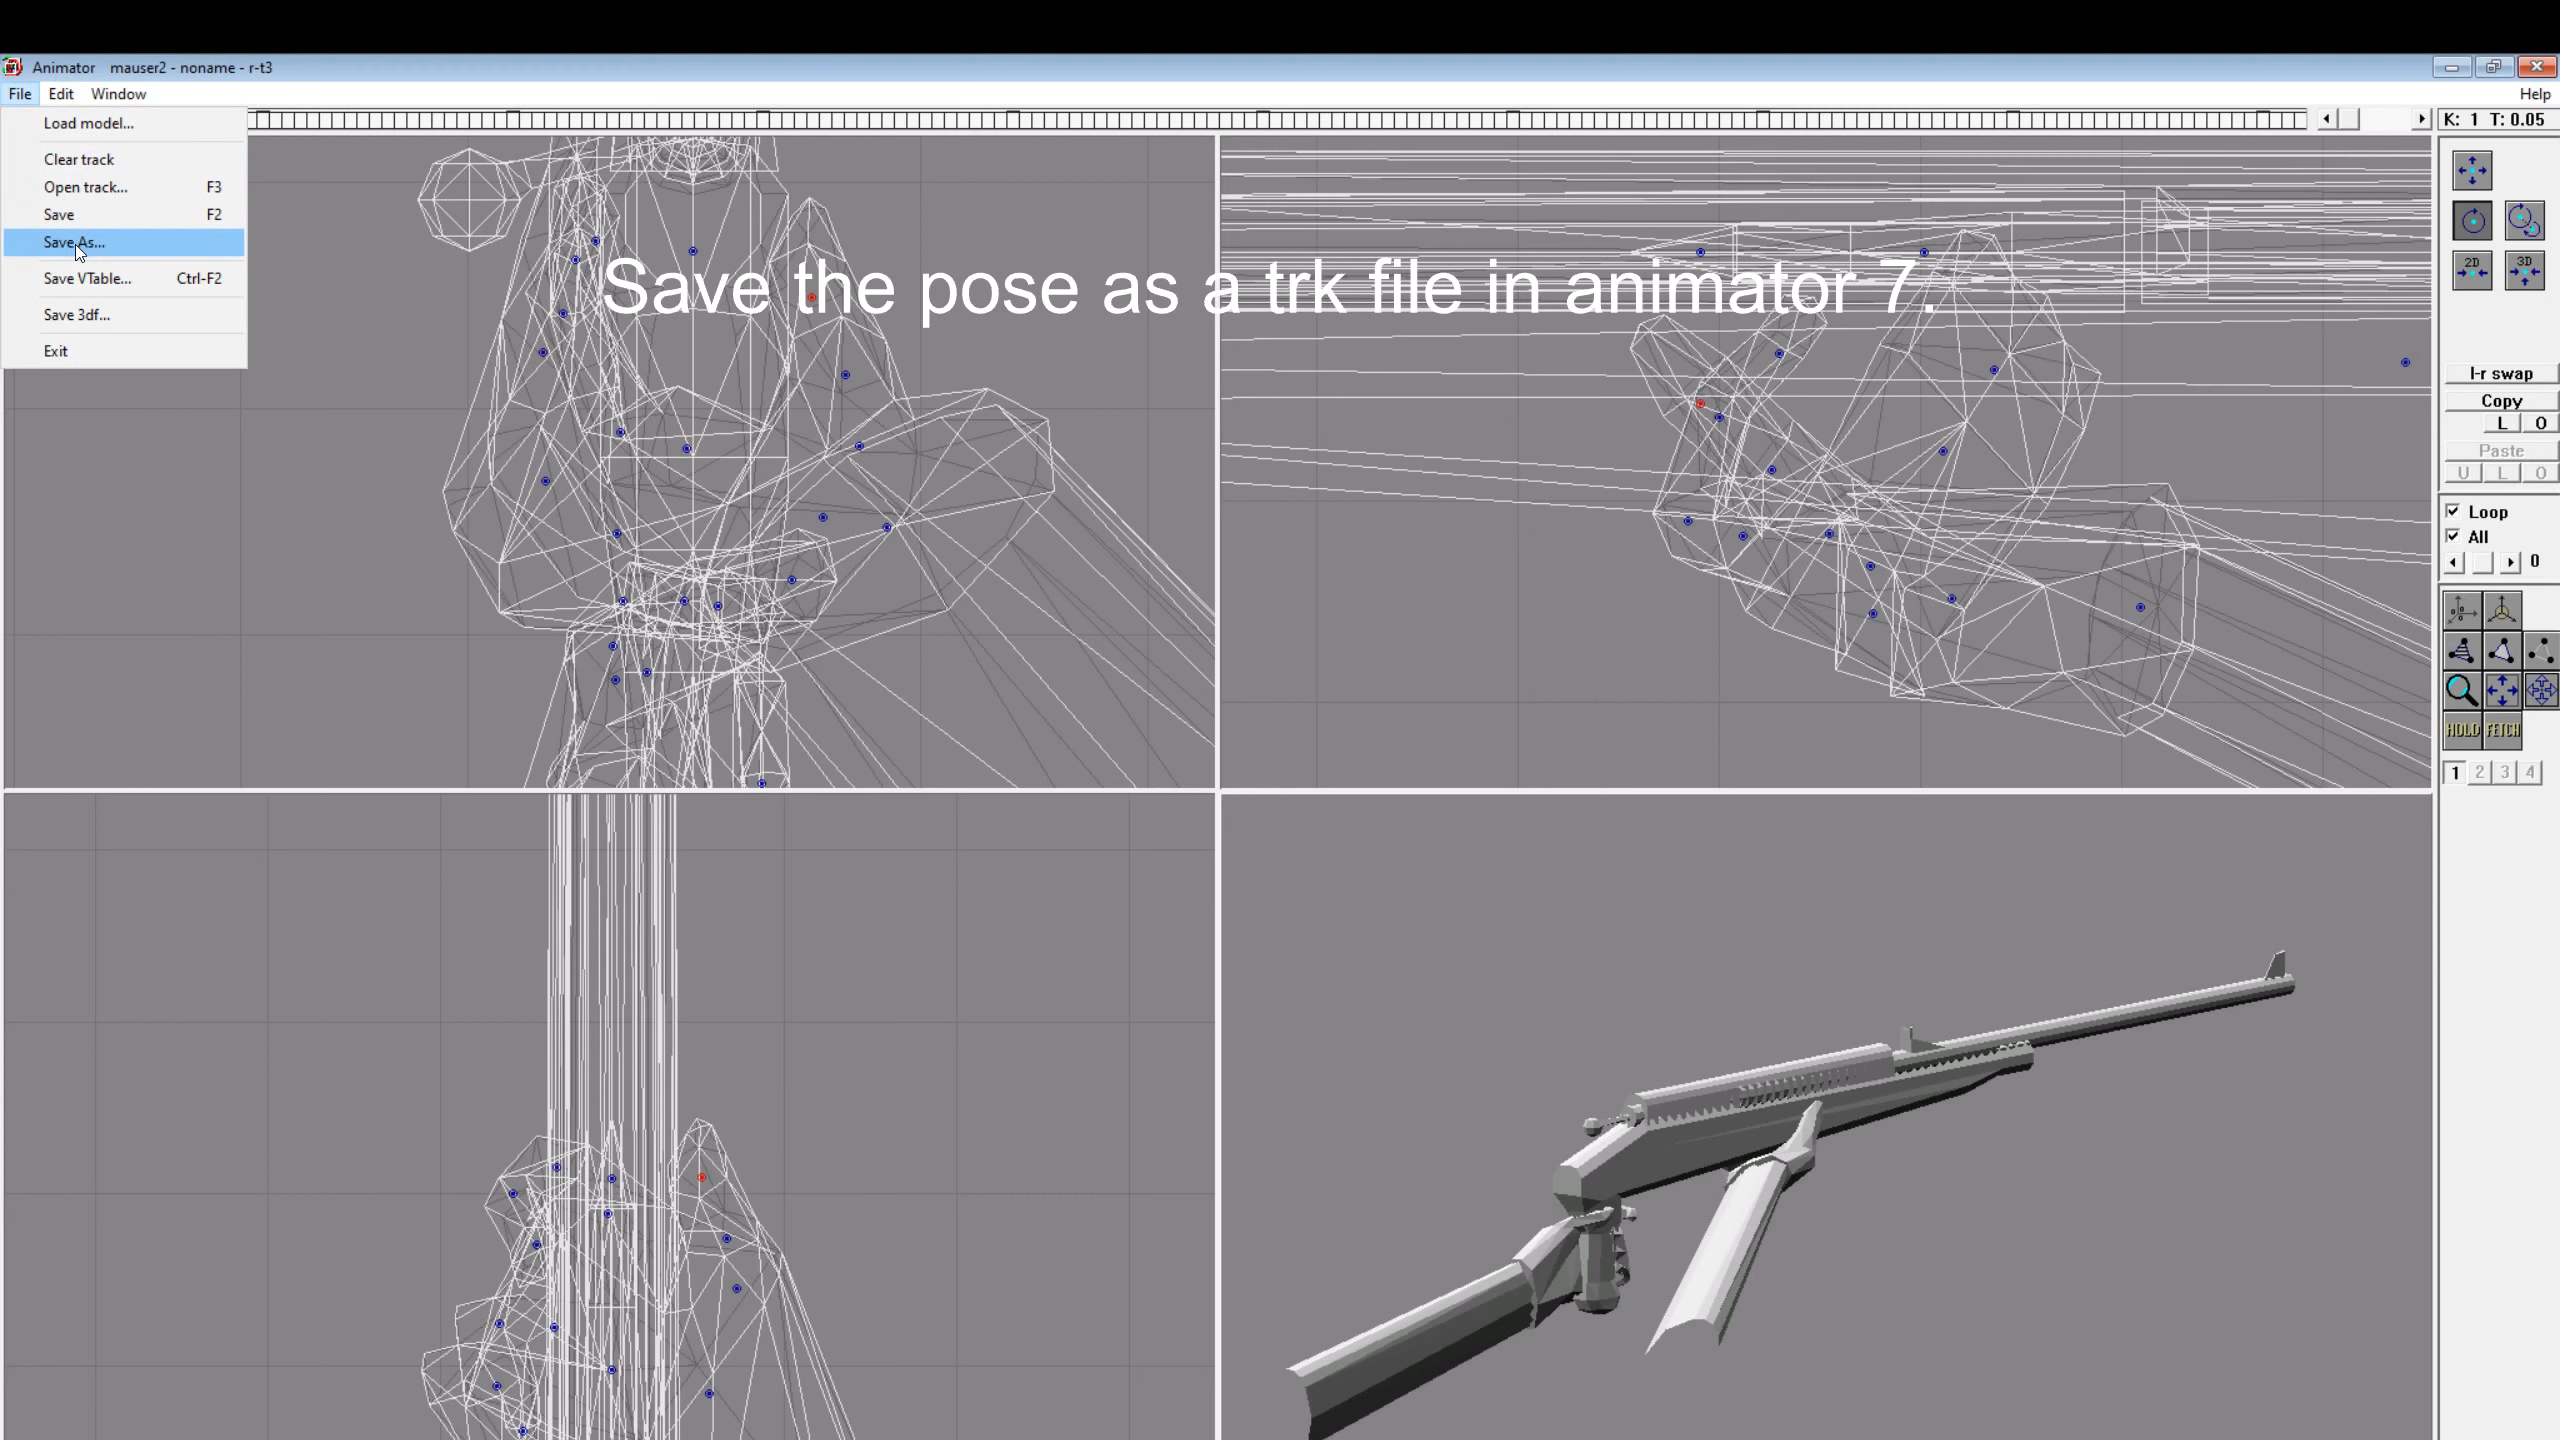 Animator mauser2 - noname - r-t3
File Edit Window Help
Load model...
Clear track
Open track... F3
Save F2
Save As...
Save VTable... Ctrl-F2
Save 3df...
Exit
K: 1 T: 0.05
Save the pose as a trk file in animator 7.
2D 3D
l-r swap
Copy
L O
Paste
U L O
Loop
All
0
HOLD FETCH
1 2 3 4